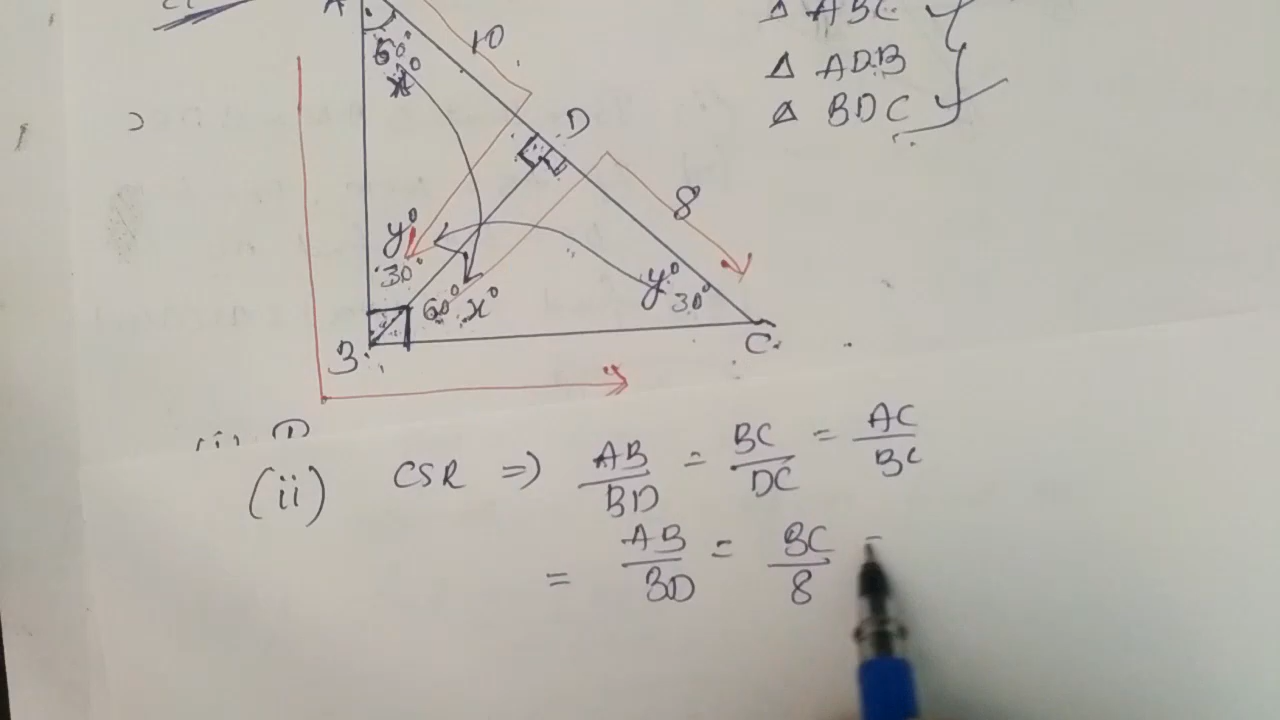 A
10
Δ ABC
60°
x°
Δ ADB
Δ BDC
D
8
y°
30°
y°
30°
60° x°
B
C
(ii) CSR => AB/BD = BC/DC = AC/BC
= AB/BD = BC/8 =